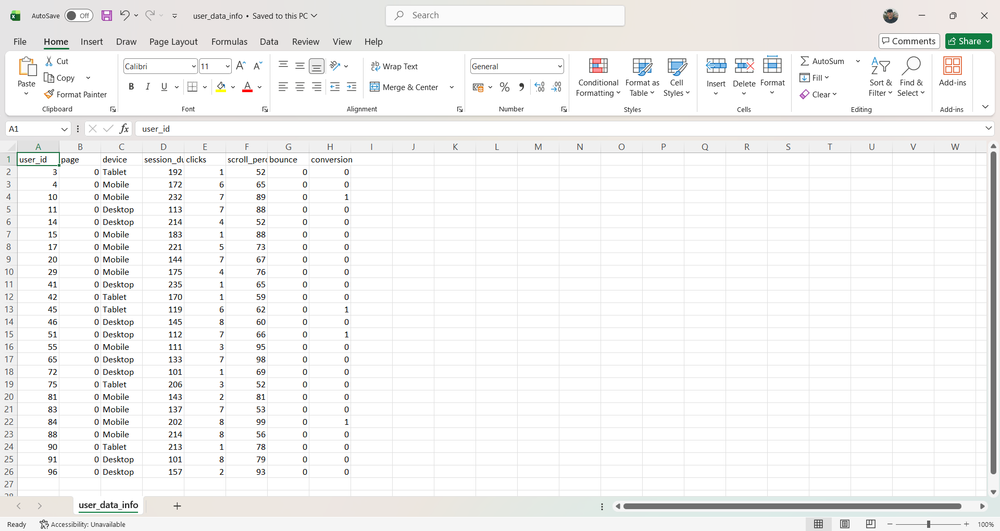 AutoSave Off user_data_info • Saved to this PC Search
File Home Insert Draw Page Layout Formulas Data Review View Help Comments Share
Paste Cut Copy Format Painter Clipboard
Calibri 11 A A B I U A Font
ab Wrap Text Merge & Center Alignment
General % Number
Conditional Formatting Format as Table Cell Styles Styles
Insert Delete Format Cells
AutoSum Fill Clear Sort & Filter Find & Select Editing
Add-ins Add-ins
A1 fx user_id
A B C D E F G H I J K L M N O P Q R S T U V W
1 user_id page device session_du clicks scroll_perc bounce conversion
2 3 0 Tablet 192 1 52 0 0
3 4 0 Mobile 172 6 65 0 0
4 10 0 Mobile 232 7 89 0 1
5 11 0 Desktop 113 7 88 0 0
6 14 0 Desktop 214 4 52 0 0
7 15 0 Mobile 183 1 88 0 0
8 17 0 Mobile 221 5 73 0 0
9 20 0 Mobile 144 7 67 0 0
10 29 0 Mobile 175 4 76 0 0
11 41 0 Desktop 235 1 65 0 0
12 42 0 Tablet 170 1 59 0 0
13 45 0 Tablet 119 6 62 0 1
14 46 0 Desktop 145 8 60 0 0
15 51 0 Desktop 112 7 66 0 1
16 55 0 Mobile 111 3 95 0 0
17 65 0 Desktop 133 7 98 0 0
18 72 0 Desktop 101 1 69 0 0
19 75 0 Tablet 206 3 52 0 0
20 81 0 Mobile 143 2 81 0 0
21 83 0 Mobile 137 7 53 0 0
22 84 0 Mobile 202 8 99 0 1
23 88 0 Mobile 214 8 56 0 0
24 90 0 Tablet 213 1 78 0 0
25 91 0 Desktop 101 8 79 0 0
26 96 0 Desktop 157 2 93 0 0
27
28
user_data_info
Ready Accessibility: Unavailable 100%